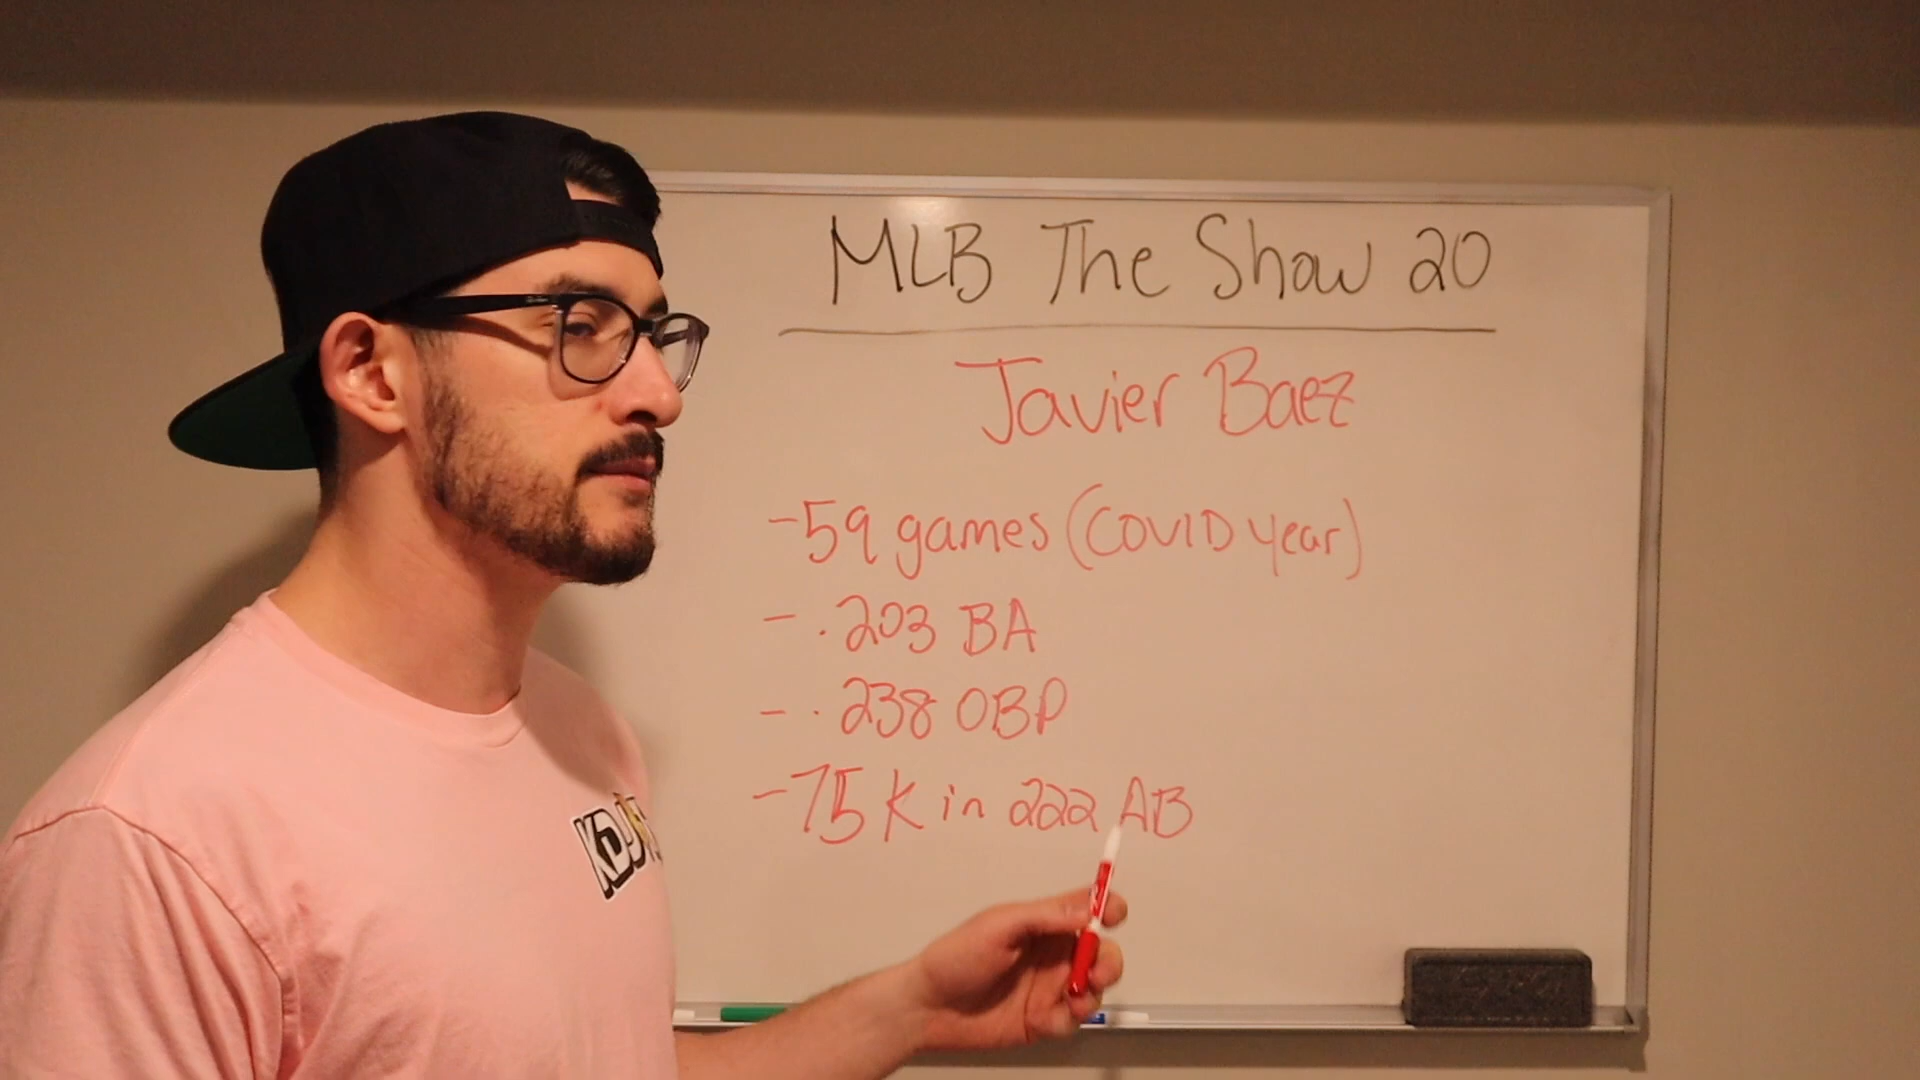 MLB The Show 20
Javier Baez
-59 games (COVID year)
- .203 BA
- .238 OBP
-75 K in 222 AB